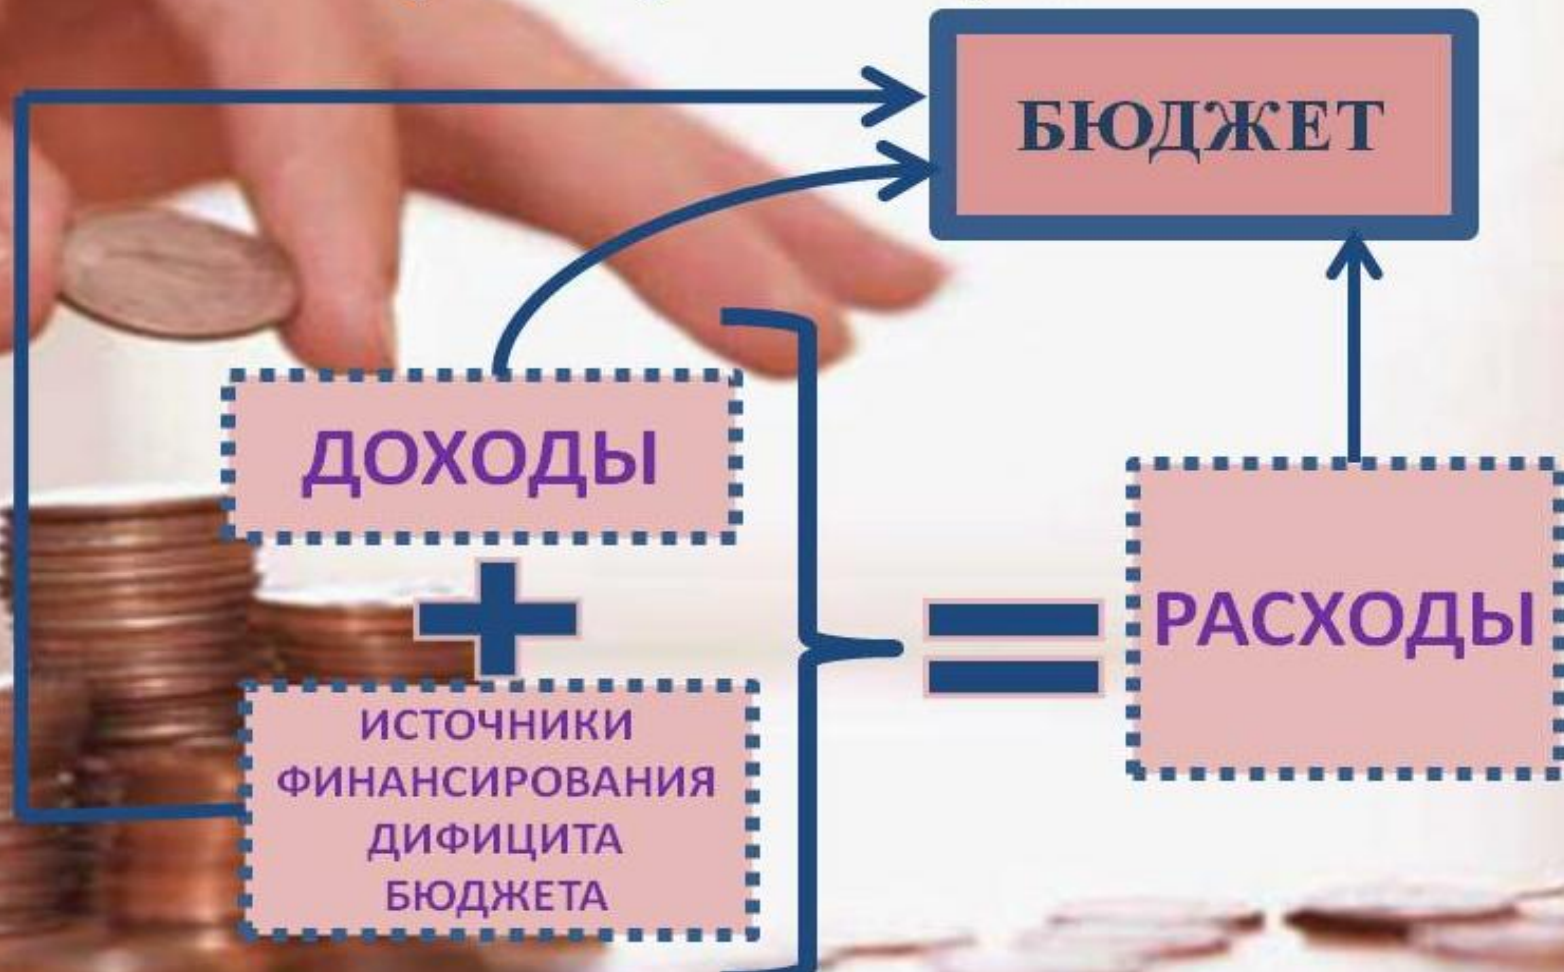 БЮДЖЕТ
ДОХОДЫ
ИСТОЧНИКИ
ФИНАНСИРОВАНИЯ
ДИФИЦИТА
БЮДЖЕТА
РАСХОДЫ